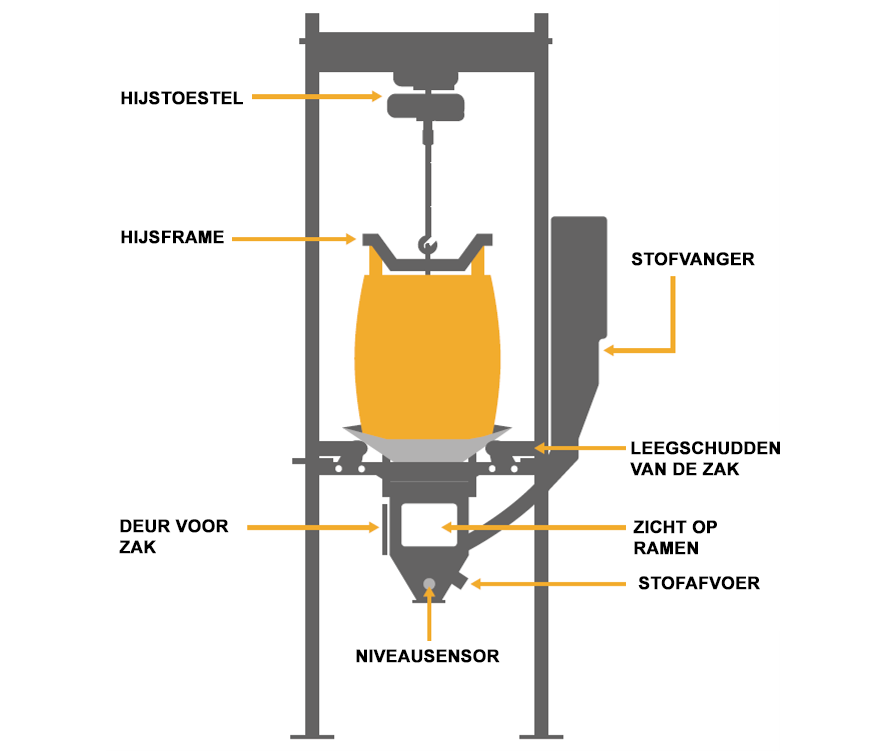 HIJSTOESTEL
HIJSFRAME
STOFVANGER
LEEGSCHUDDEN
VAN DE ZAK
DEUR VOOR
ZAK
ZICHT OP
RAMEN
STOFAFVOER
NIVEAUSENSOR